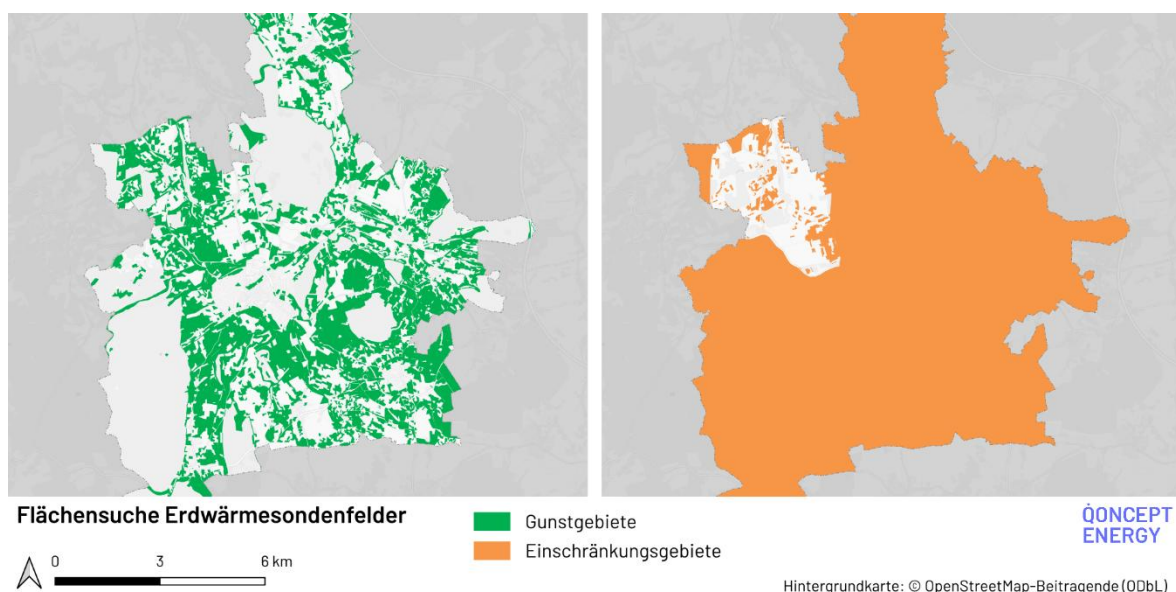 Flächensuche Erdwärmesondenfelder
0 3 6 km
Gunstgebiete
Einschränkungsgebiete
QONCEPT
ENERGY
Hintergrundkarte: © OpenStreetMap-Beitragende (ODbL)